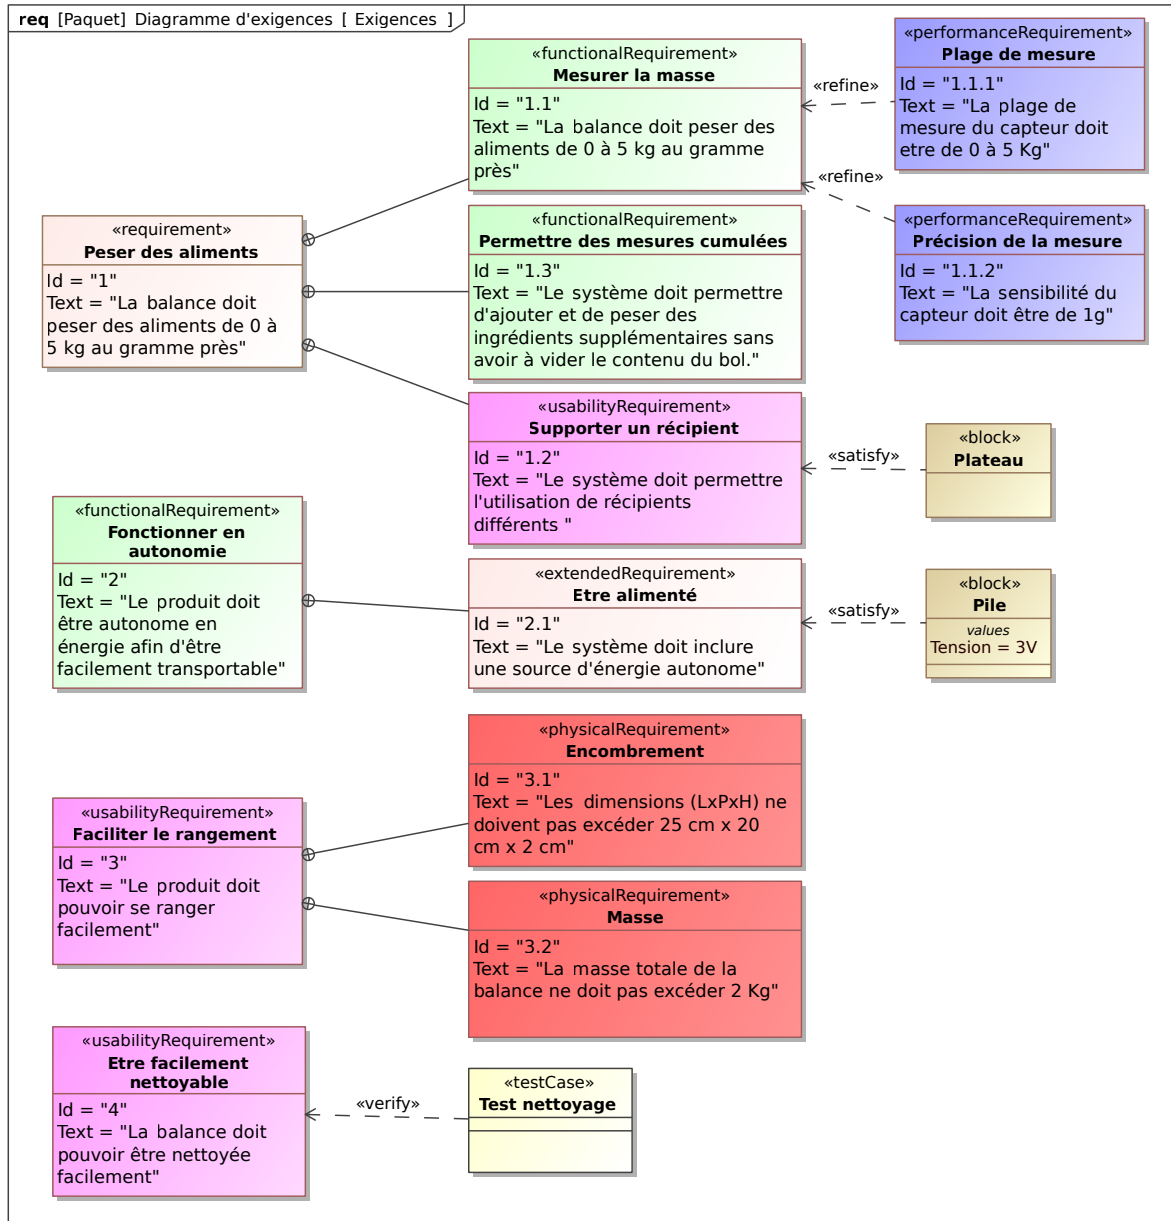 req [Paquet] Diagramme d'exigences [ Exigences ]
«functionalRequirement»
Mesurer la masse
Id = "1.1"
Text = "La balance doit peser des
aliments de 0 à 5 kg au gramme
près"
«refine»
«performanceRequirement»
Plage de mesure
Id = "1.1.1"
Text = "La plage de
mesure du capteur doit
etre de 0 à 5 Kg"
«refine»
«performanceRequirement»
Précision de la mesure
Id = "1.1.2"
Text = "La sensibilité du
capteur doit être de 1g"
«requirement»
Peser des aliments
Id = "1"
Text = "La balance doit
peser des aliments de 0 à
5 kg au gramme près"
«functionalRequirement»
Permettre des mesures cumulées
Id = "1.3"
Text = "Le système doit permettre
d'ajouter et de peser des
ingrédients supplémentaires sans
avoir à vider le contenu du bol."
«usabilityRequirement»
Supporter un récipient
Id = "1.2"
Text = "Le système doit permettre
l'utilisation de récipients
différents "
«satisfy»
«block»
Plateau
«functionalRequirement»
Fonctionner en
autonomie
Id = "2"
Text = "Le produit doit
être autonome en
énergie afin d'être
facilement transportable"
«extendedRequirement»
Etre alimenté
Id = "2.1"
Text = "Le système doit inclure
une source d'énergie autonome"
«satisfy»
«block»
Pile
values
Tension = 3V
«physicalRequirement»
Encombrement
Id = "3.1"
Text = "Les dimensions (LxPxH) ne
doivent pas excéder 25 cm x 20
cm x 2 cm"
«usabilityRequirement»
Faciliter le rangement
Id = "3"
Text = "Le produit doit
pouvoir se ranger
facilement"
«physicalRequirement»
Masse
Id = "3.2"
Text = "La masse totale de la
balance ne doit pas excéder 2 Kg"
«usabilityRequirement»
Etre facilement
nettoyable
Id = "4"
Text = "La balance doit
pouvoir être nettoyée
facilement"
«verify»
«testCase»
Test nettoyage